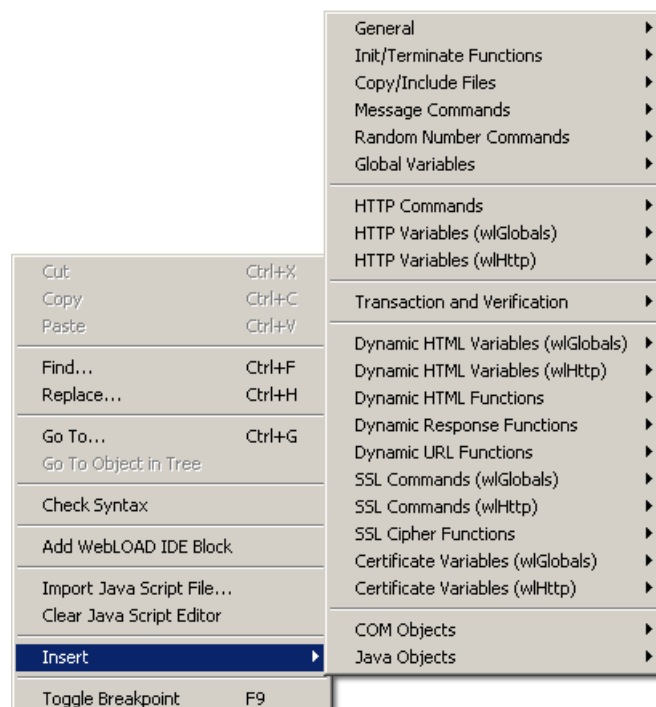 General
Init/Terminate Functions
Copy/Include Files
Message Commands
Random Number Commands
Global Variables
HTTP Commands
HTTP Variables (wlGlobals)
HTTP Variables (wlHttp)
Transaction and Verification
Dynamic HTML Variables (wlGlobals)
Dynamic HTML Variables (wlHttp)
Dynamic HTML Functions
Dynamic Response Functions
Dynamic URL Functions
SSL Commands (wlGlobals)
SSL Commands (wlHttp)
SSL Cipher Functions
Certificate Variables (wlGlobals)
Certificate Variables (wlHttp)
COM Objects
Java Objects
Cut Ctrl+X
Copy Ctrl+C
Paste Ctrl+V
Find... Ctrl+F
Replace... Ctrl+H
Go To... Ctrl+G
Go To Object in Tree
Check Syntax
Add WebLOAD IDE Block
Import Java Script File...
Clear Java Script Editor
Insert
Toggle Breakpoint F9